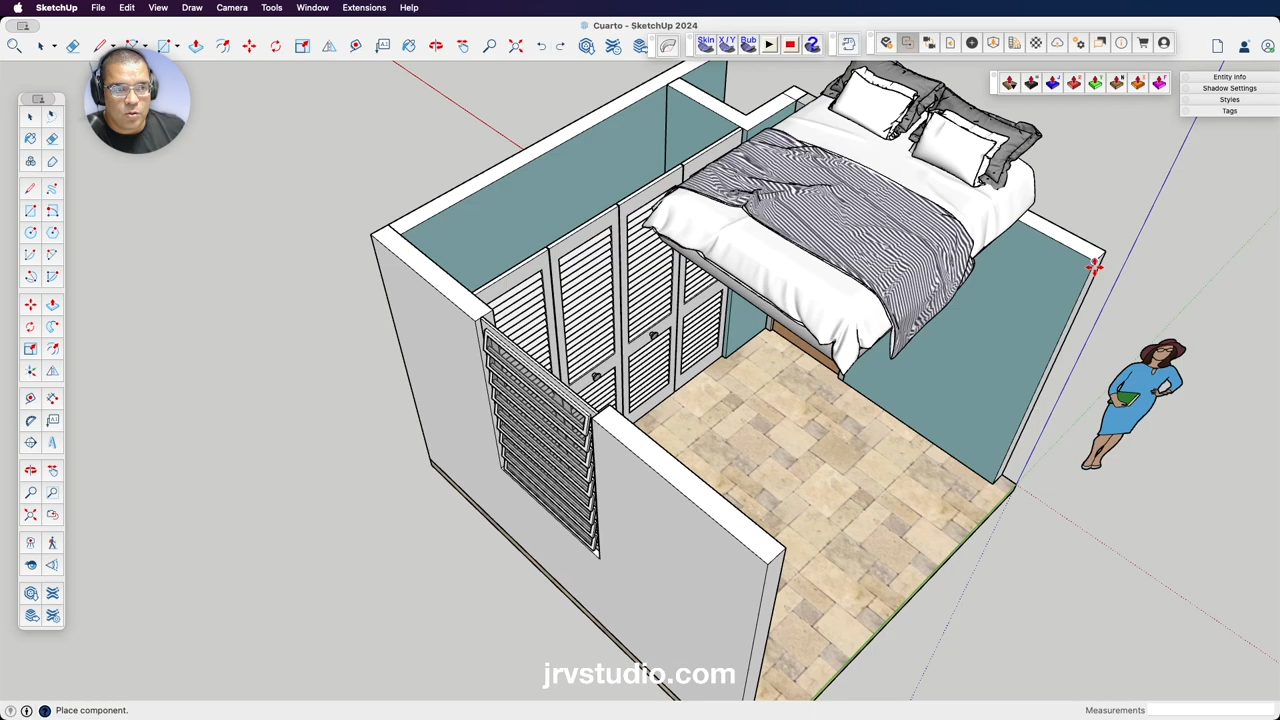 SketchUp File Edit View Draw Camera Tools Window Extensions Help
Cuarto - SketchUp 2024
Skin X/Y Bub
Entity Info
Shadow Settings
Styles
Tags
jrvstudio.com
Place component.
Measurements